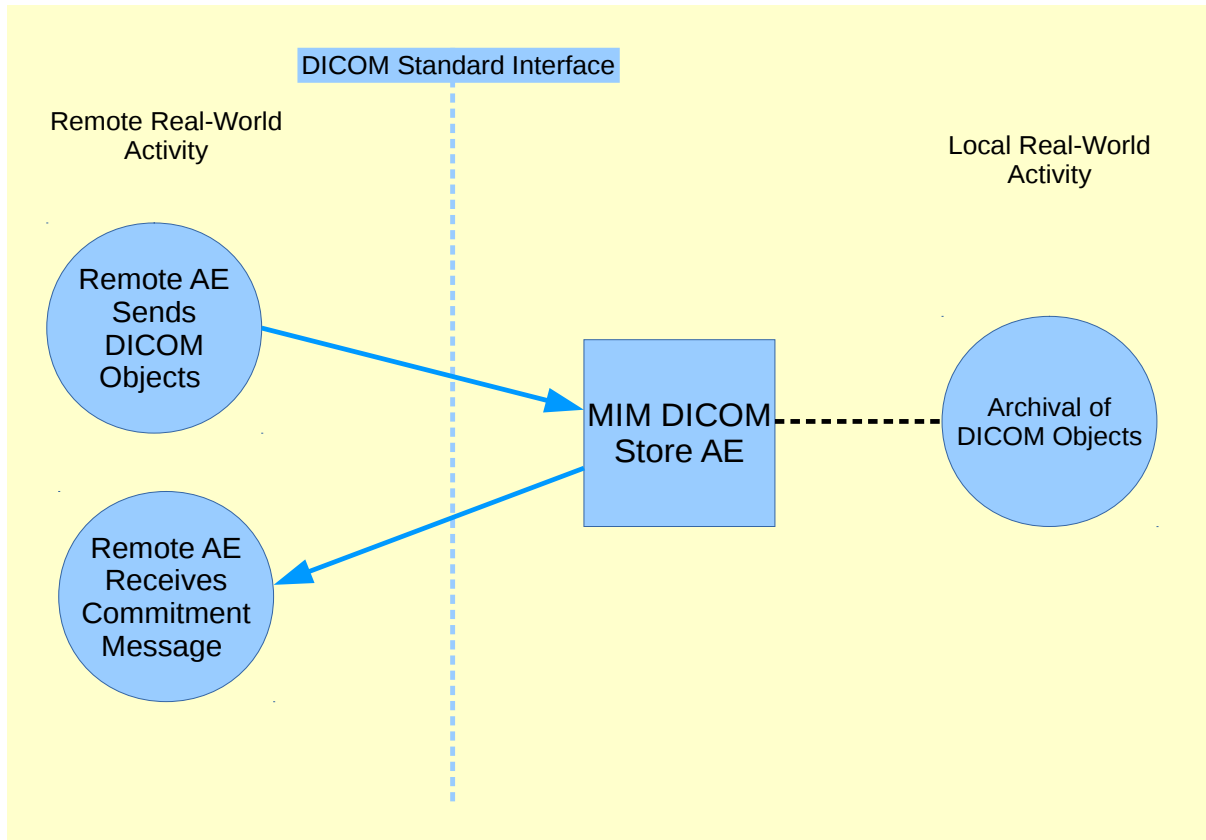 DICOM Standard Interface
Remote Real-World
Activity
Local Real-World
Activity
Remote AE
Sends
DICOM
Objects
MIM DICOM
Store AE
Archival of
DICOM Objects
Remote AE
Receives
Commitment
Message